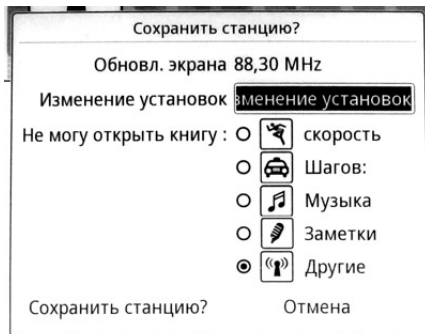 Сохранить станцию?
Обновл. экрана 88,30 MHz
Изменение установок зменение установок
Не могу открыть книгу : скорость
Шагов:
Музыка
Заметки
Другие
Сохранить станцию? Отмена